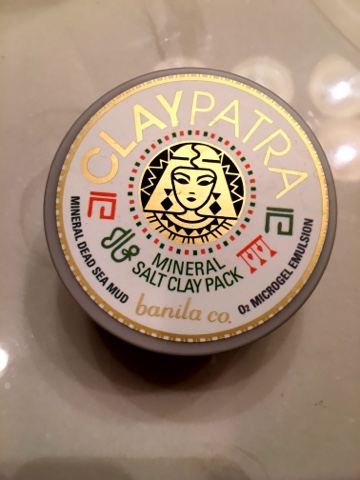 CLAYPATRA
MINERAL
SALT CLAY PACK
MINERAL DEAD SEA MUD
banila co.
O₂ MICROGEL EMULSION